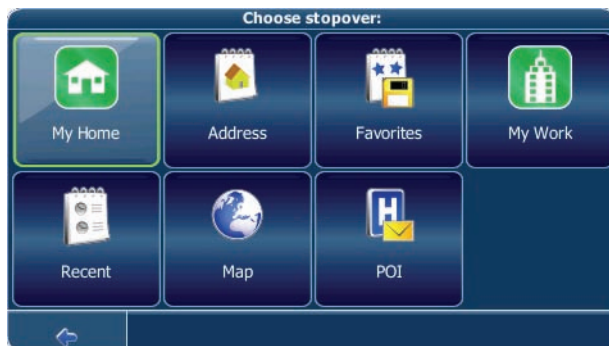 Choose stopover:
My Home
Address
Favorites
My Work
Recent
Map
H
POI